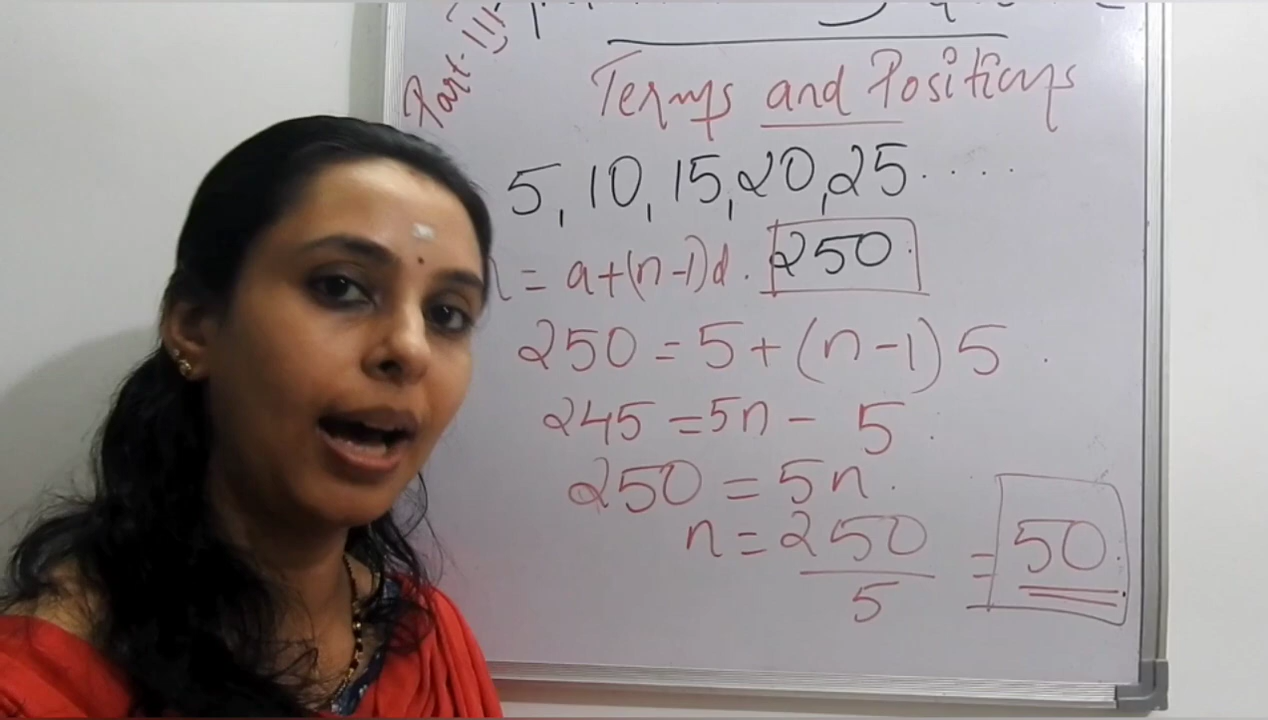 Part-III
Terms and Positions
5, 10, 15, 20, 25 . . . .
= a+(n-1)d. 250.
250 = 5+(n-1)5
245 = 5n - 5
250 = 5n.
n = 250/5 = 50.